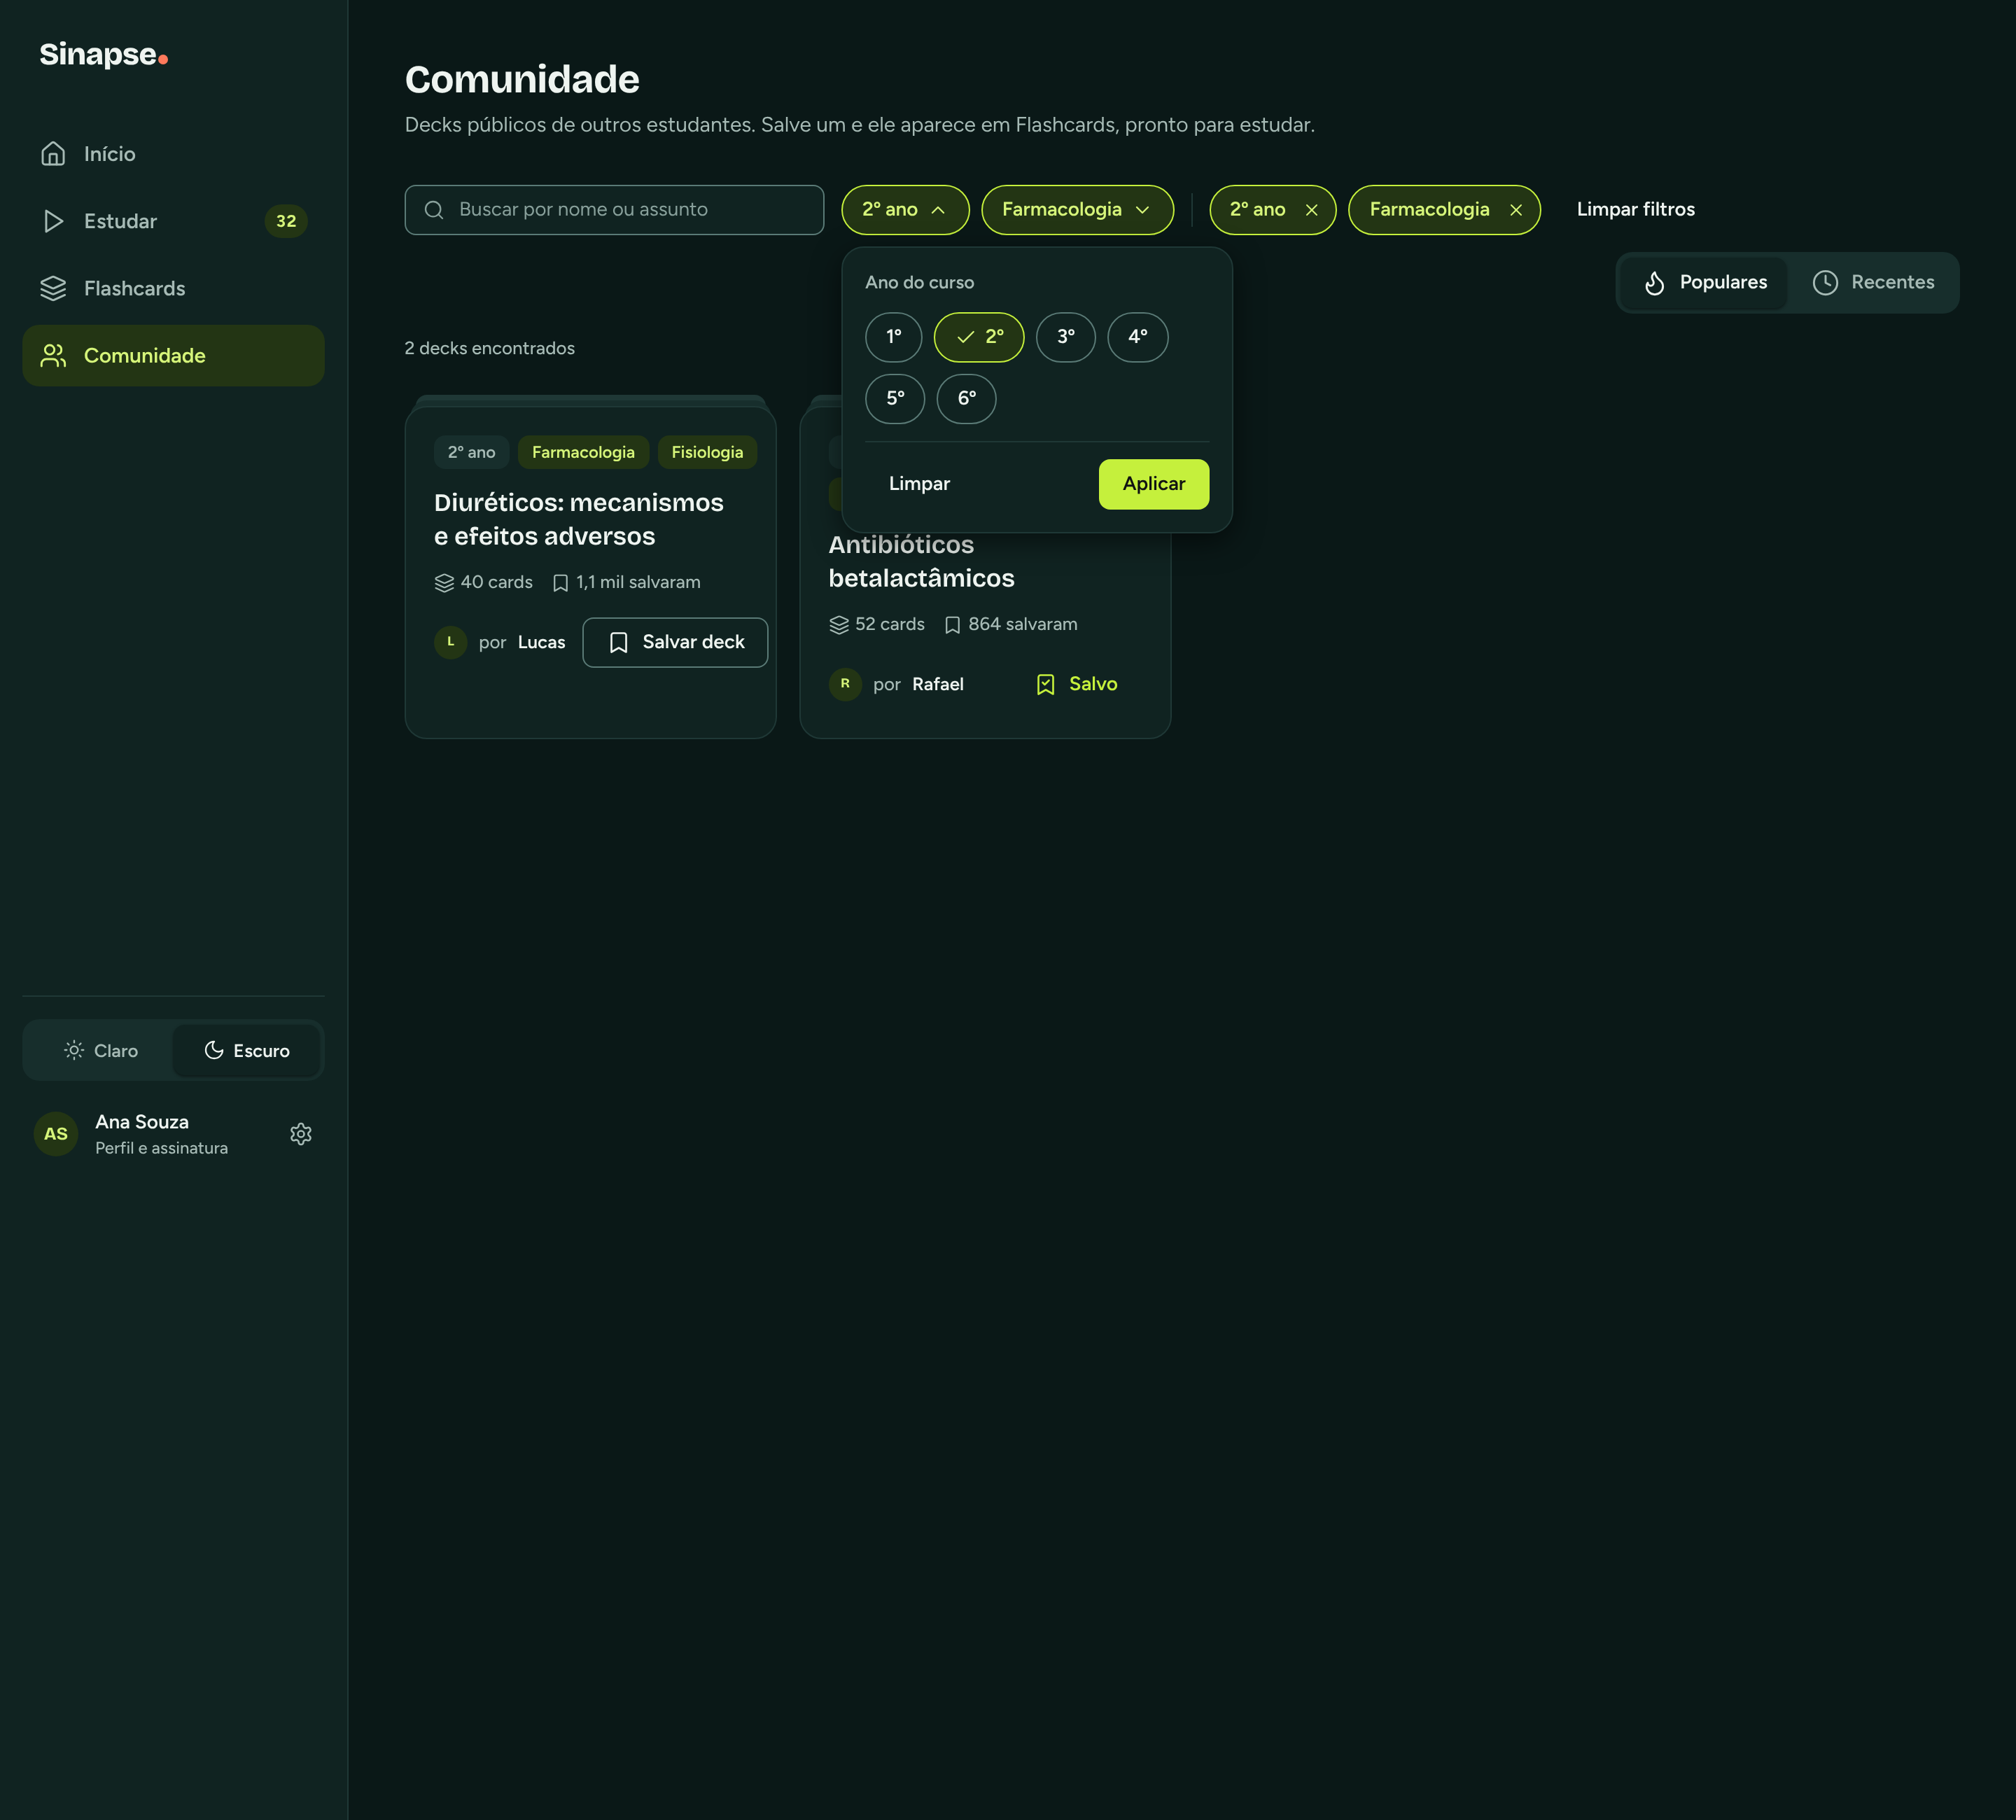 Sinapse.
Início
Estudar 32
Flashcards
Comunidade
Claro Escuro
AS Ana Souza
Perfil e assinatura
Comunidade
Decks públicos de outros estudantes. Salve um e ele aparece em Flashcards, pronto para estudar.
Buscar por nome ou assunto 2º ano Farmacologia 2º ano Farmacologia Limpar filtros
Populares Recentes
Ano do curso
1º 2º 3º 4º
5º 6º
Limpar Aplicar
2 decks encontrados
2º ano Farmacologia Fisiologia
Diuréticos: mecanismos
e efeitos adversos
40 cards 1,1 mil salvaram
L por Lucas Salvar deck
Antibióticos
betalactâmicos
52 cards 864 salvaram
R por Rafael Salvo